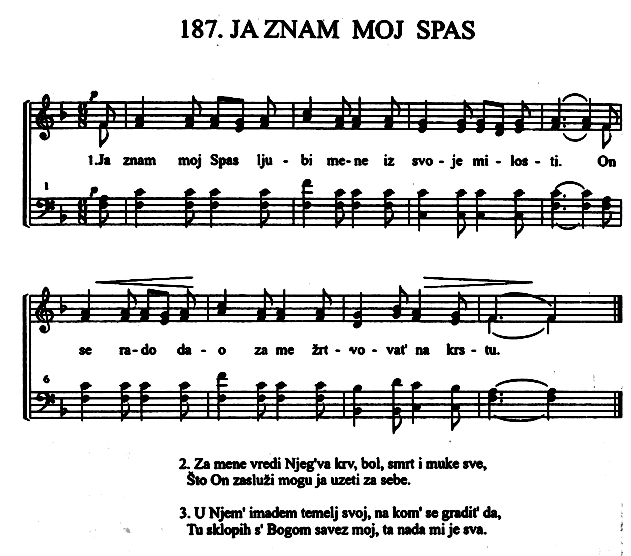 187. JA ZNAM MOJ SPAS
p
1.Ja znam moj Spas lju - bi me - ne iz svo - je mi - los - ti. On
1
p
se ra - do da - o za me žrt - vo - vat' na krs - tu.
6
2. Za mene vredi Njeg'va krv, bol, smrt i muke sve,
Što On zasluži mogu ja uzeti za sebe.
3. U Njem' imadem temelj svoj, na kom' se gradit' da,
Tu sklopih s' Bogom savez moj, ta nada mi je sva.